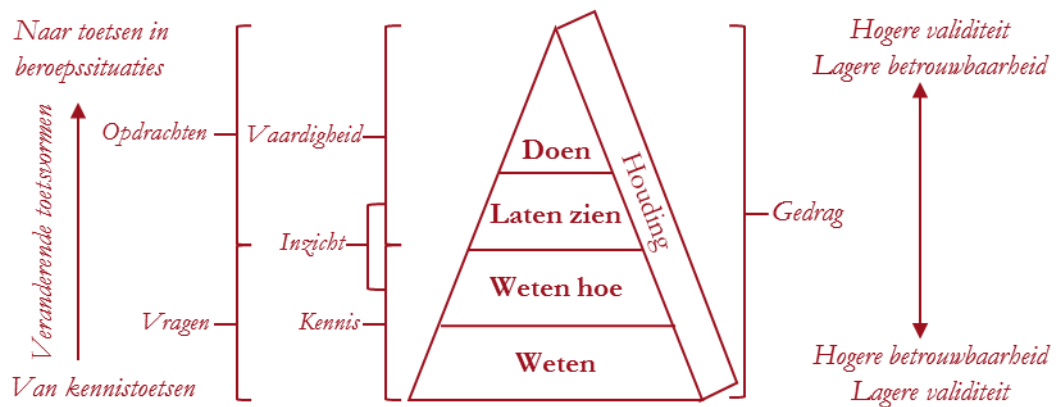 Naar toetsen in
beroepssituaties
Veranderende toetsvormen
Van kennistoetsen
Opdrachten
Vragen
Vaardigheid
Inzicht
Kennis
Doen
Laten zien
Weten hoe
Weten
Houding
Gedrag
Hogere validiteit
Lagere betrouwbaarheid
Hogere betrouwbaarheid
Lagere validiteit